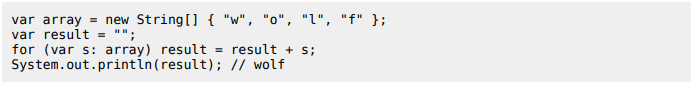 var array = new String[] { "w", "o", "l", "f" };
var result = "";
for (var s: array) result = result + s;
System.out.println(result); // wolf